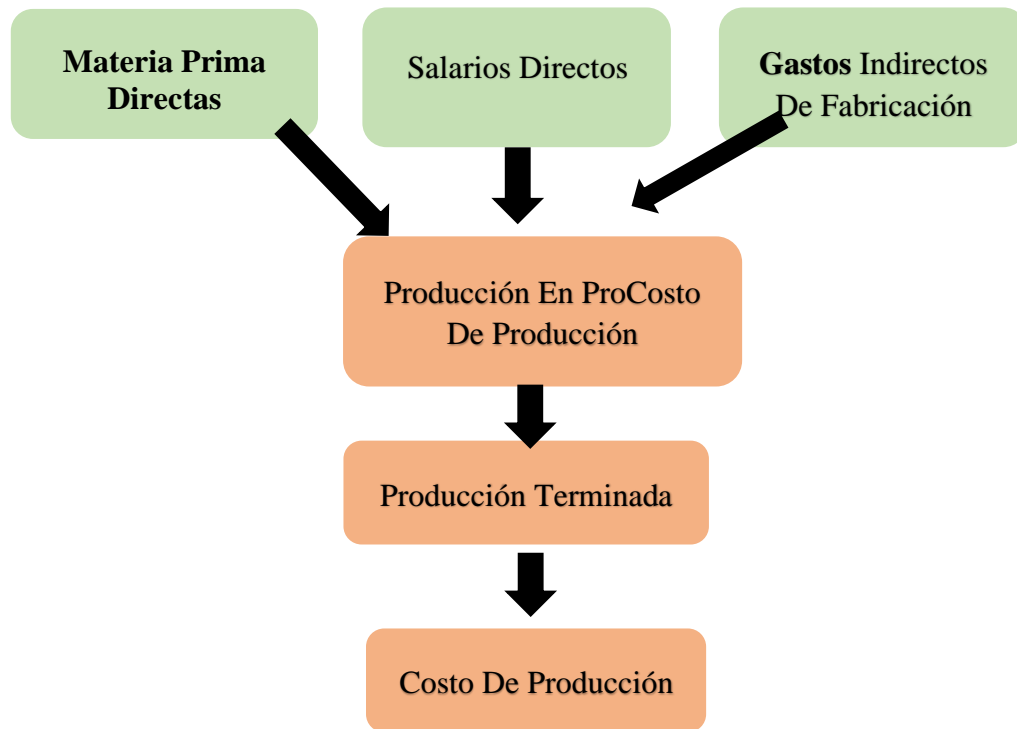 Materia Prima
Directas
Salarios Directos
Gastos Indirectos
De Fabricación
Producción En ProCosto
De Producción
Producción Terminada
Costo De Producción